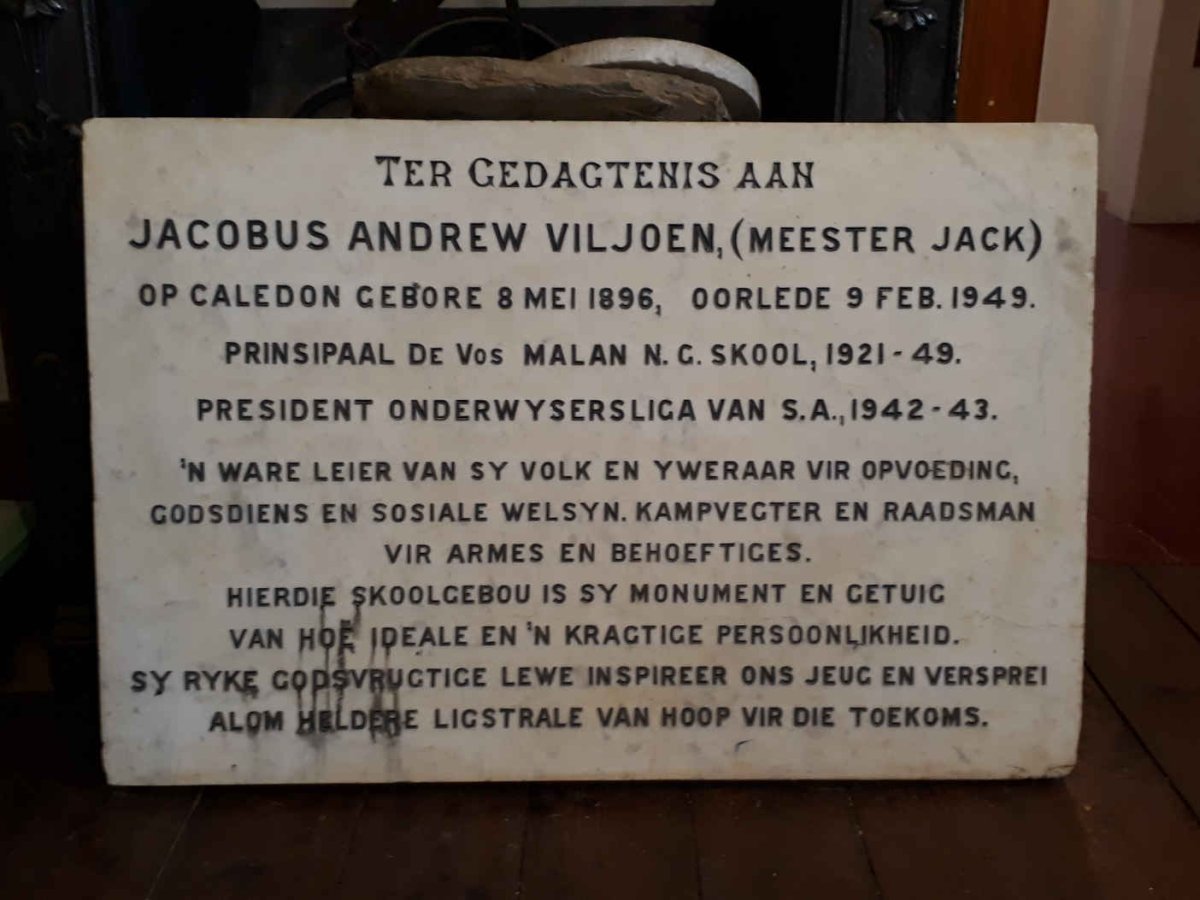 TER GEDAGTENIS AAN
JACOBUS ANDREW VILJOEN, (MEESTER JACK)
OP CALEDON GEBORE 8 MEI 1896, OORLEDE 9 FEB. 1949.
PRINSIPAAL DE VOS MALAN N. G. SKOOL, 1921 - 49.
PRESIDENT ONDERWYSERSLIGA VAN S.A., 1942 - 43.
'N WARE LEIER VAN SY VOLK EN YWERAAR VIR OPVOEDING,
GODSDIENS EN SOSIALE WELSYN. KAMPVEGTER EN RAADSMAN
VIR ARMES EN BEHOEFTIGES.
HIERDIE SKOOLGEBOU IS SY MONUMENT EN GETUIG
VAN HOË IDEALE EN 'N KRAGTIGE PERSOONLIKHEID.
SY RYKE GODSVRUGTIGE LEWE INSPIREER ONS JEUG EN VERSPREI
ALOM HELDERE LIGSTRALE VAN HOOP VIR DIE TOEKOMS.